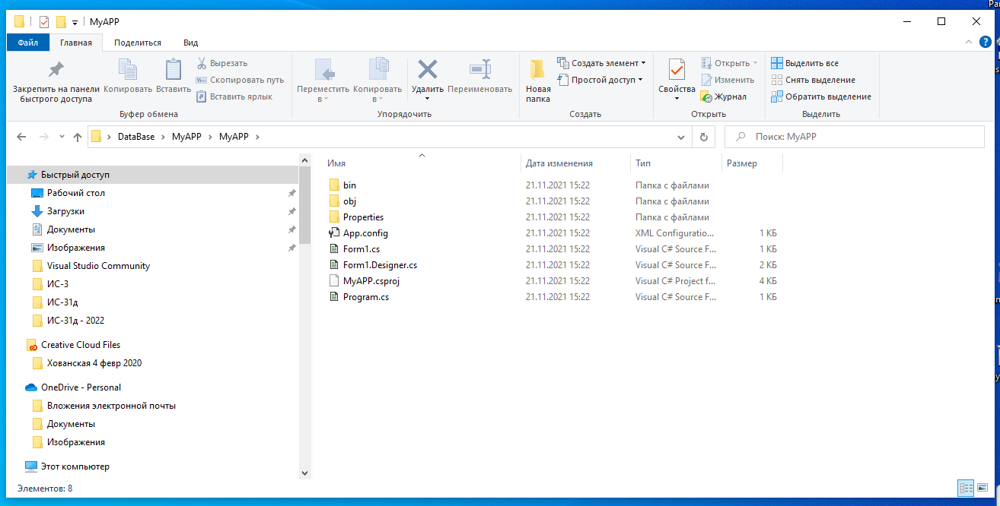 MyAPP
Файл Главная Поделиться Вид
Закрепить на панели быстрого доступа
Копировать
Вставить
Вырезать
Скопировать путь
Вставить ярлык
Буфер обмена
Переместить в
Копировать в
Удалить
Переименовать
Упорядочить
Новая папка
Создать элемент
Простой доступ
Создать
Свойства
Открыть
Изменить
Журнал
Открыть
Выделить все
Снять выделение
Обратить выделение
Выделить
DataBase MyAPP MyAPP
Поиск: MyAPP
Быстрый доступ
Рабочий стол
Загрузки
Документы
Изображения
Visual Studio Community
ИС-3
ИС-31д
ИС-31д - 2022
Creative Cloud Files
Хованская 4 февр 2020
OneDrive - Personal
Вложения электронной почты
Документы
Изображения
Этот компьютер
Имя Дата изменения Тип Размер
bin 21.11.2021 15:22 Папка с файлами
obj 21.11.2021 15:22 Папка с файлами
Properties 21.11.2021 15:22 Папка с файлами
App.config 21.11.2021 15:22 XML Configuratio... 1 КБ
Form1.cs 21.11.2021 15:22 Visual C# Source F... 1 КБ
Form1.Designer.cs 21.11.2021 15:22 Visual C# Source F... 2 КБ
MyAPP.csproj 21.11.2021 15:22 Visual C# Project f... 4 КБ
Program.cs 21.11.2021 15:22 Visual C# Source F... 1 КБ
Элементов: 8